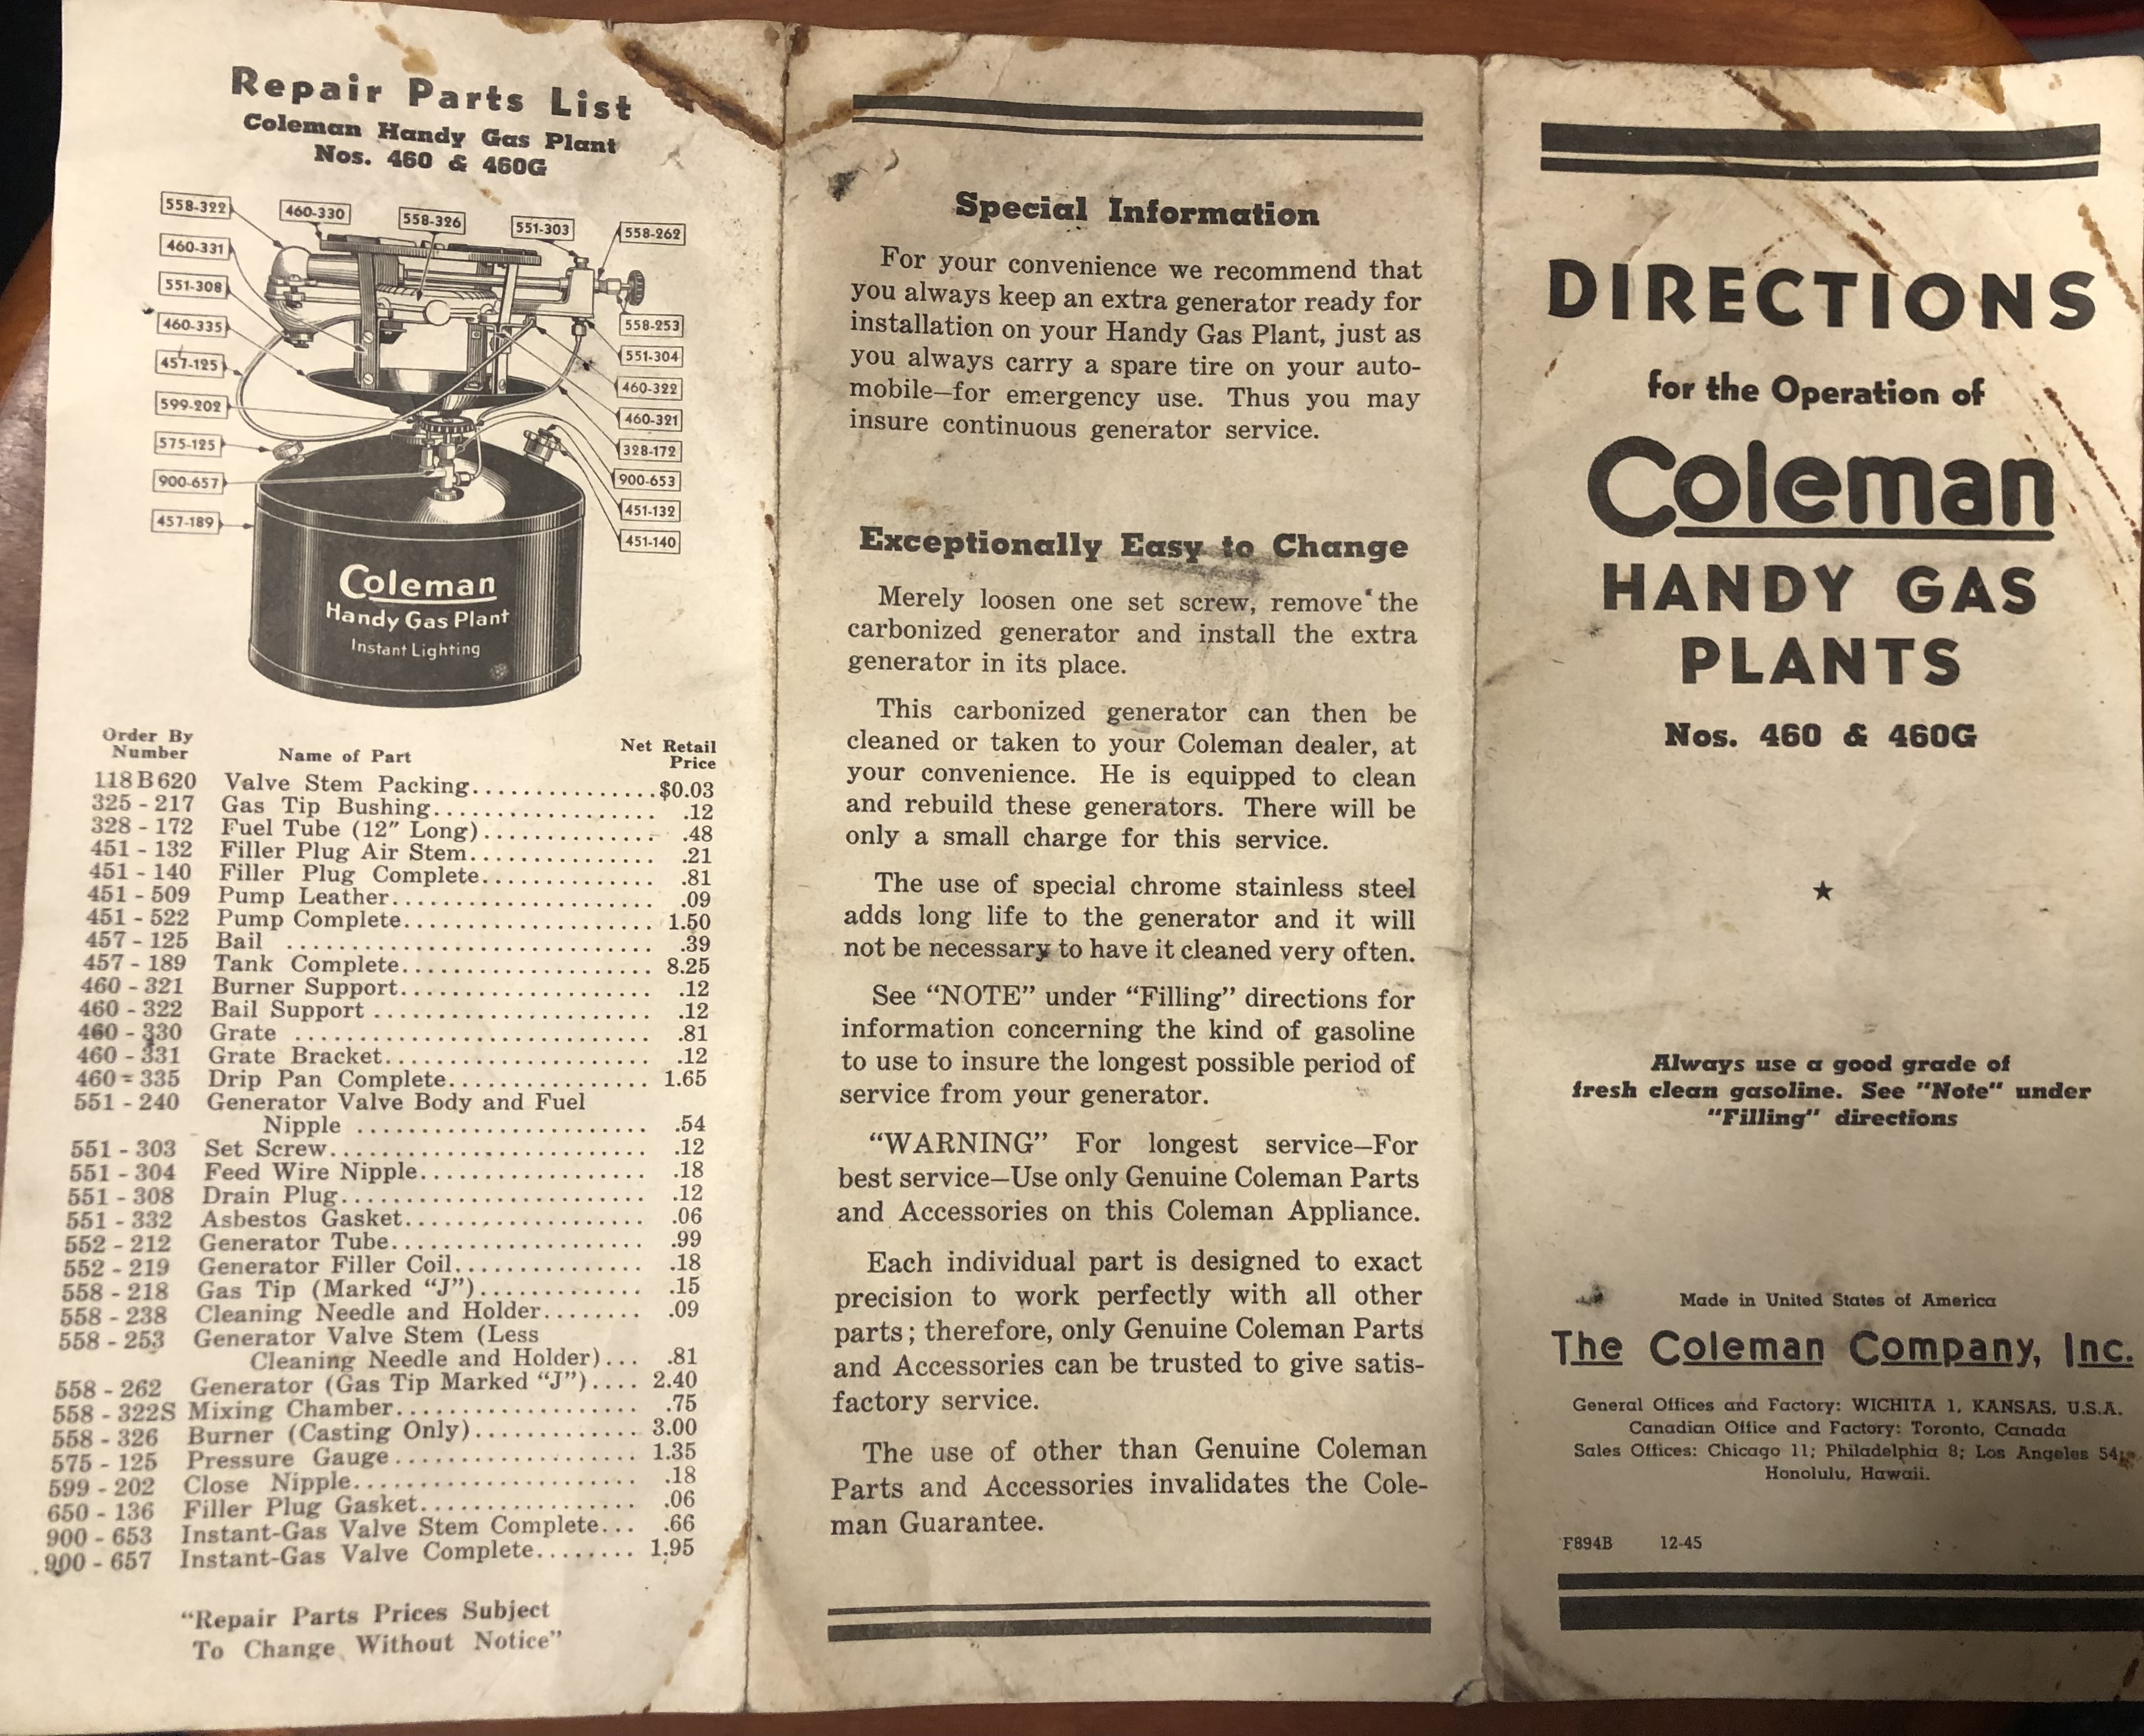 Repair Parts List
Coleman Handy Gas Plant
Nos. 460 & 460G
558-322
460-330
558-326
551-303
558-262
460-331
551-308
460-335
457-125
599-202
575-125
900-657
457-189
558-253
551-304
460-322
460-321
328-172
900-653
451-132
451-140
Coleman
Handy Gas Plant
Instant Lighting
Order By Number Name of Part Net Retail Price
118B620 Valve Stem Packing...............$0.03
325 - 217 Gas Tip Bushing.................. .12
328 - 172 Fuel Tube (12″ Long).............. .48
451 - 132 Filler Plug Air Stem............... .21
451 - 140 Filler Plug Complete.............. .81
451 - 509 Pump Leather...................... .09
451 - 522 Pump Complete..................... 1.50
457 - 125 Bail .............................. .39
457 - 189 Tank Complete..................... 8.25
460 - 321 Burner Support..................... .12
460 - 322 Bail Support ....................... .12
460 - 330 Grate ............................. .81
460 - 331 Grate Bracket...................... .12
460 - 335 Drip Pan Complete................. 1.65
551 - 240 Generator Valve Body and Fuel
Nipple ........................ .54
551 - 303 Set Screw.......................... .12
551 - 304 Feed Wire Nipple................... .18
551 - 308 Drain Plug......................... .12
551 - 332 Asbestos Gasket.................... .06
552 - 212 Generator Tube..................... .99
552 - 219 Generator Filler Coil............... .18
558 - 218 Gas Tip (Marked “J”)............. .15
558 - 238 Cleaning Needle and Holder........ .09
558 - 253 Generator Valve Stem (Less
Cleaning Needle and Holder)... .81
558 - 262 Generator (Gas Tip Marked “J”).... 2.40
558 - 322S Mixing Chamber................... .75
558 - 326 Burner (Casting Only)............. 3.00
575 - 125 Pressure Gauge.................... 1.35
599 - 202 Close Nipple....................... .18
650 - 136 Filler Plug Gasket................. .06
900 - 653 Instant-Gas Valve Stem Complete... .66
900 - 657 Instant-Gas Valve Complete........ 1.95
“Repair Parts Prices Subject
To Change Without Notice”
Special Information
For your convenience we recommend that
you always keep an extra generator ready for
installation on your Handy Gas Plant, just as
you always carry a spare tire on your auto-
mobile—for emergency use. Thus you may
insure continuous generator service.
Exceptionally Easy to Change
Merely loosen one set screw, remove the
carbonized generator and install the extra
generator in its place.
This carbonized generator can then be
cleaned or taken to your Coleman dealer, at
your convenience. He is equipped to clean
and rebuild these generators. There will be
only a small charge for this service.
The use of special chrome stainless steel
adds long life to the generator and it will
not be necessary to have it cleaned very often.
See “NOTE” under “Filling” directions for
information concerning the kind of gasoline
to use to insure the longest possible period of
service from your generator.
“WARNING” For longest service—For
best service—Use only Genuine Coleman Parts
and Accessories on this Coleman Appliance.
Each individual part is designed to exact
precision to work perfectly with all other
parts; therefore, only Genuine Coleman Parts
and Accessories can be trusted to give satis-
factory service.
The use of other than Genuine Coleman
Parts and Accessories invalidates the Cole-
man Guarantee.
DIRECTIONS
for the Operation of
Coleman
HANDY GAS
PLANTS
Nos. 460 & 460G
★
Always use a good grade of
fresh clean gasoline. See "Note" under
"Filling" directions
Made in United States of America
The Coleman Company, Inc.
General Offices and Factory: WICHITA 1, KANSAS, U.S.A.
Canadian Office and Factory: Toronto, Canada
Sales Offices: Chicago 11; Philadelphia 8; Los Angeles 54;
Honolulu, Hawaii.
F894B 12-45